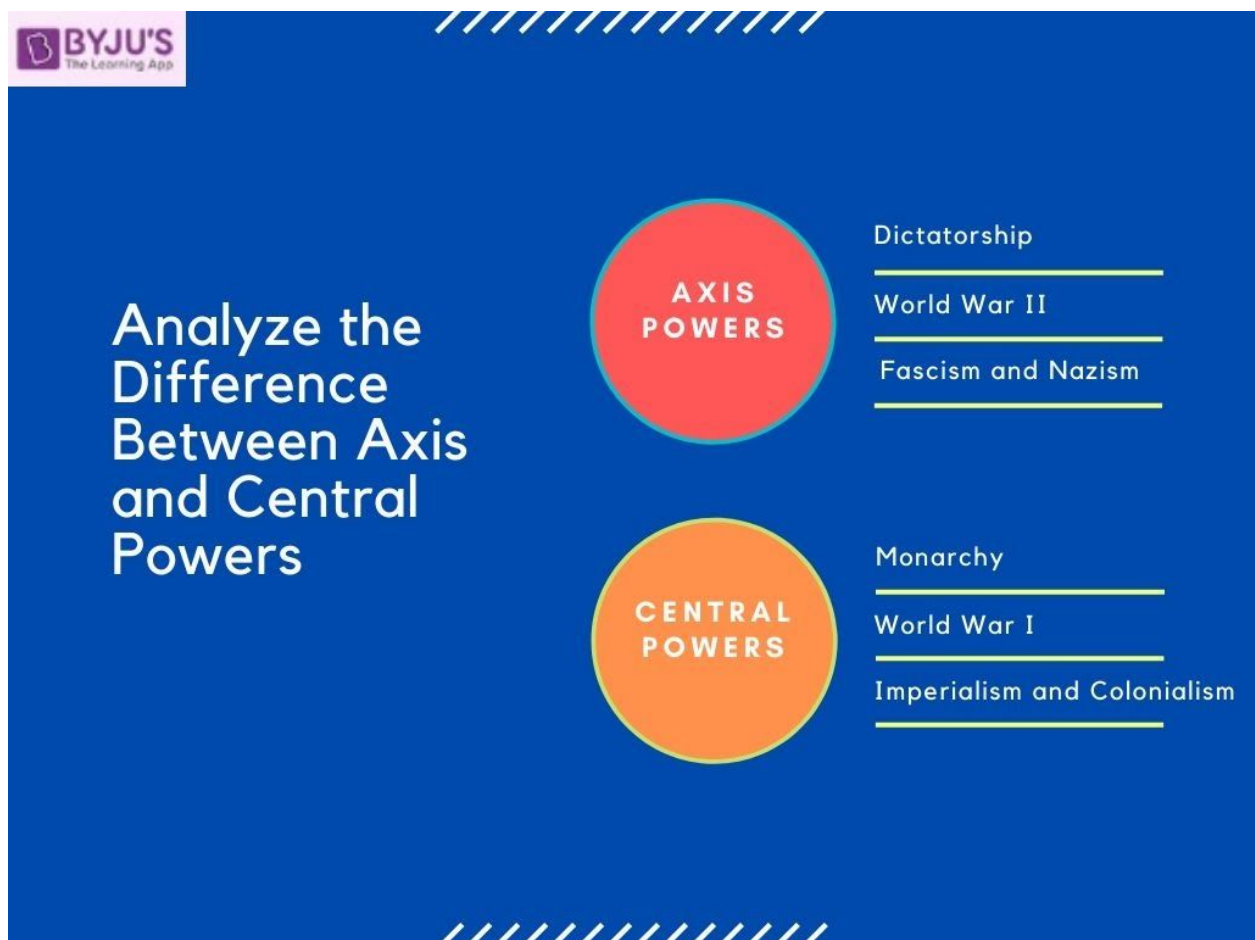 BYJU'S
The Learning App
Analyze the
Difference
Between Axis
and Central
Powers
AXIS
POWERS
Dictatorship
World War II
Fascism and Nazism
CENTRAL
POWERS
Monarchy
World War I
Imperialism and Colonialism